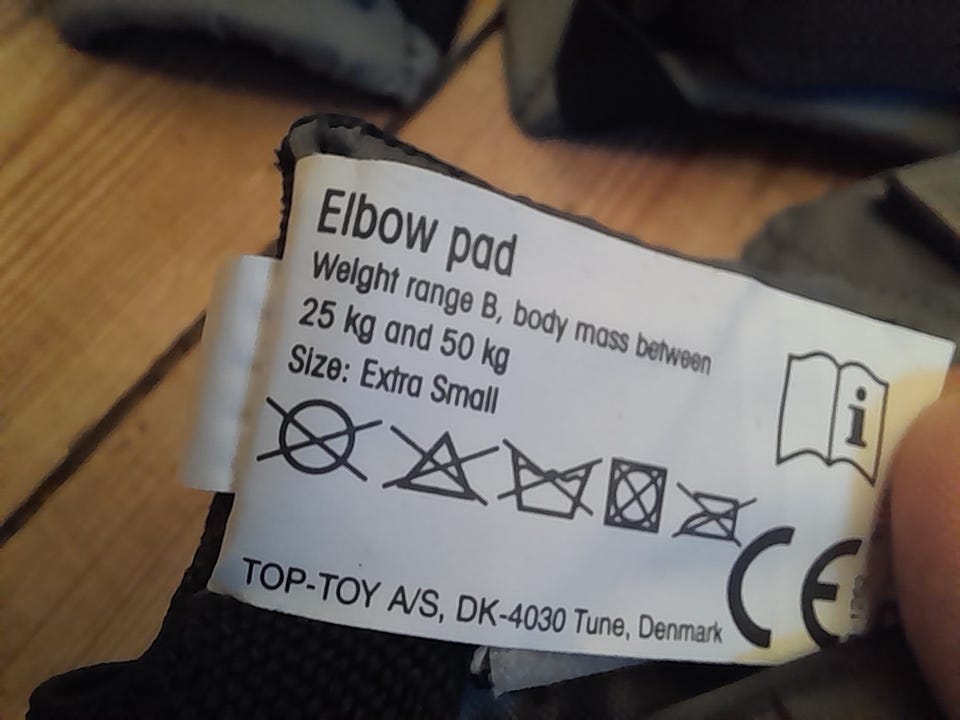 Elbow pad
Weight range B, body mass between
25 kg and 50 kg
Size: Extra Small
i
CE
TOP-TOY A/S, DK-4030 Tune, Denmark